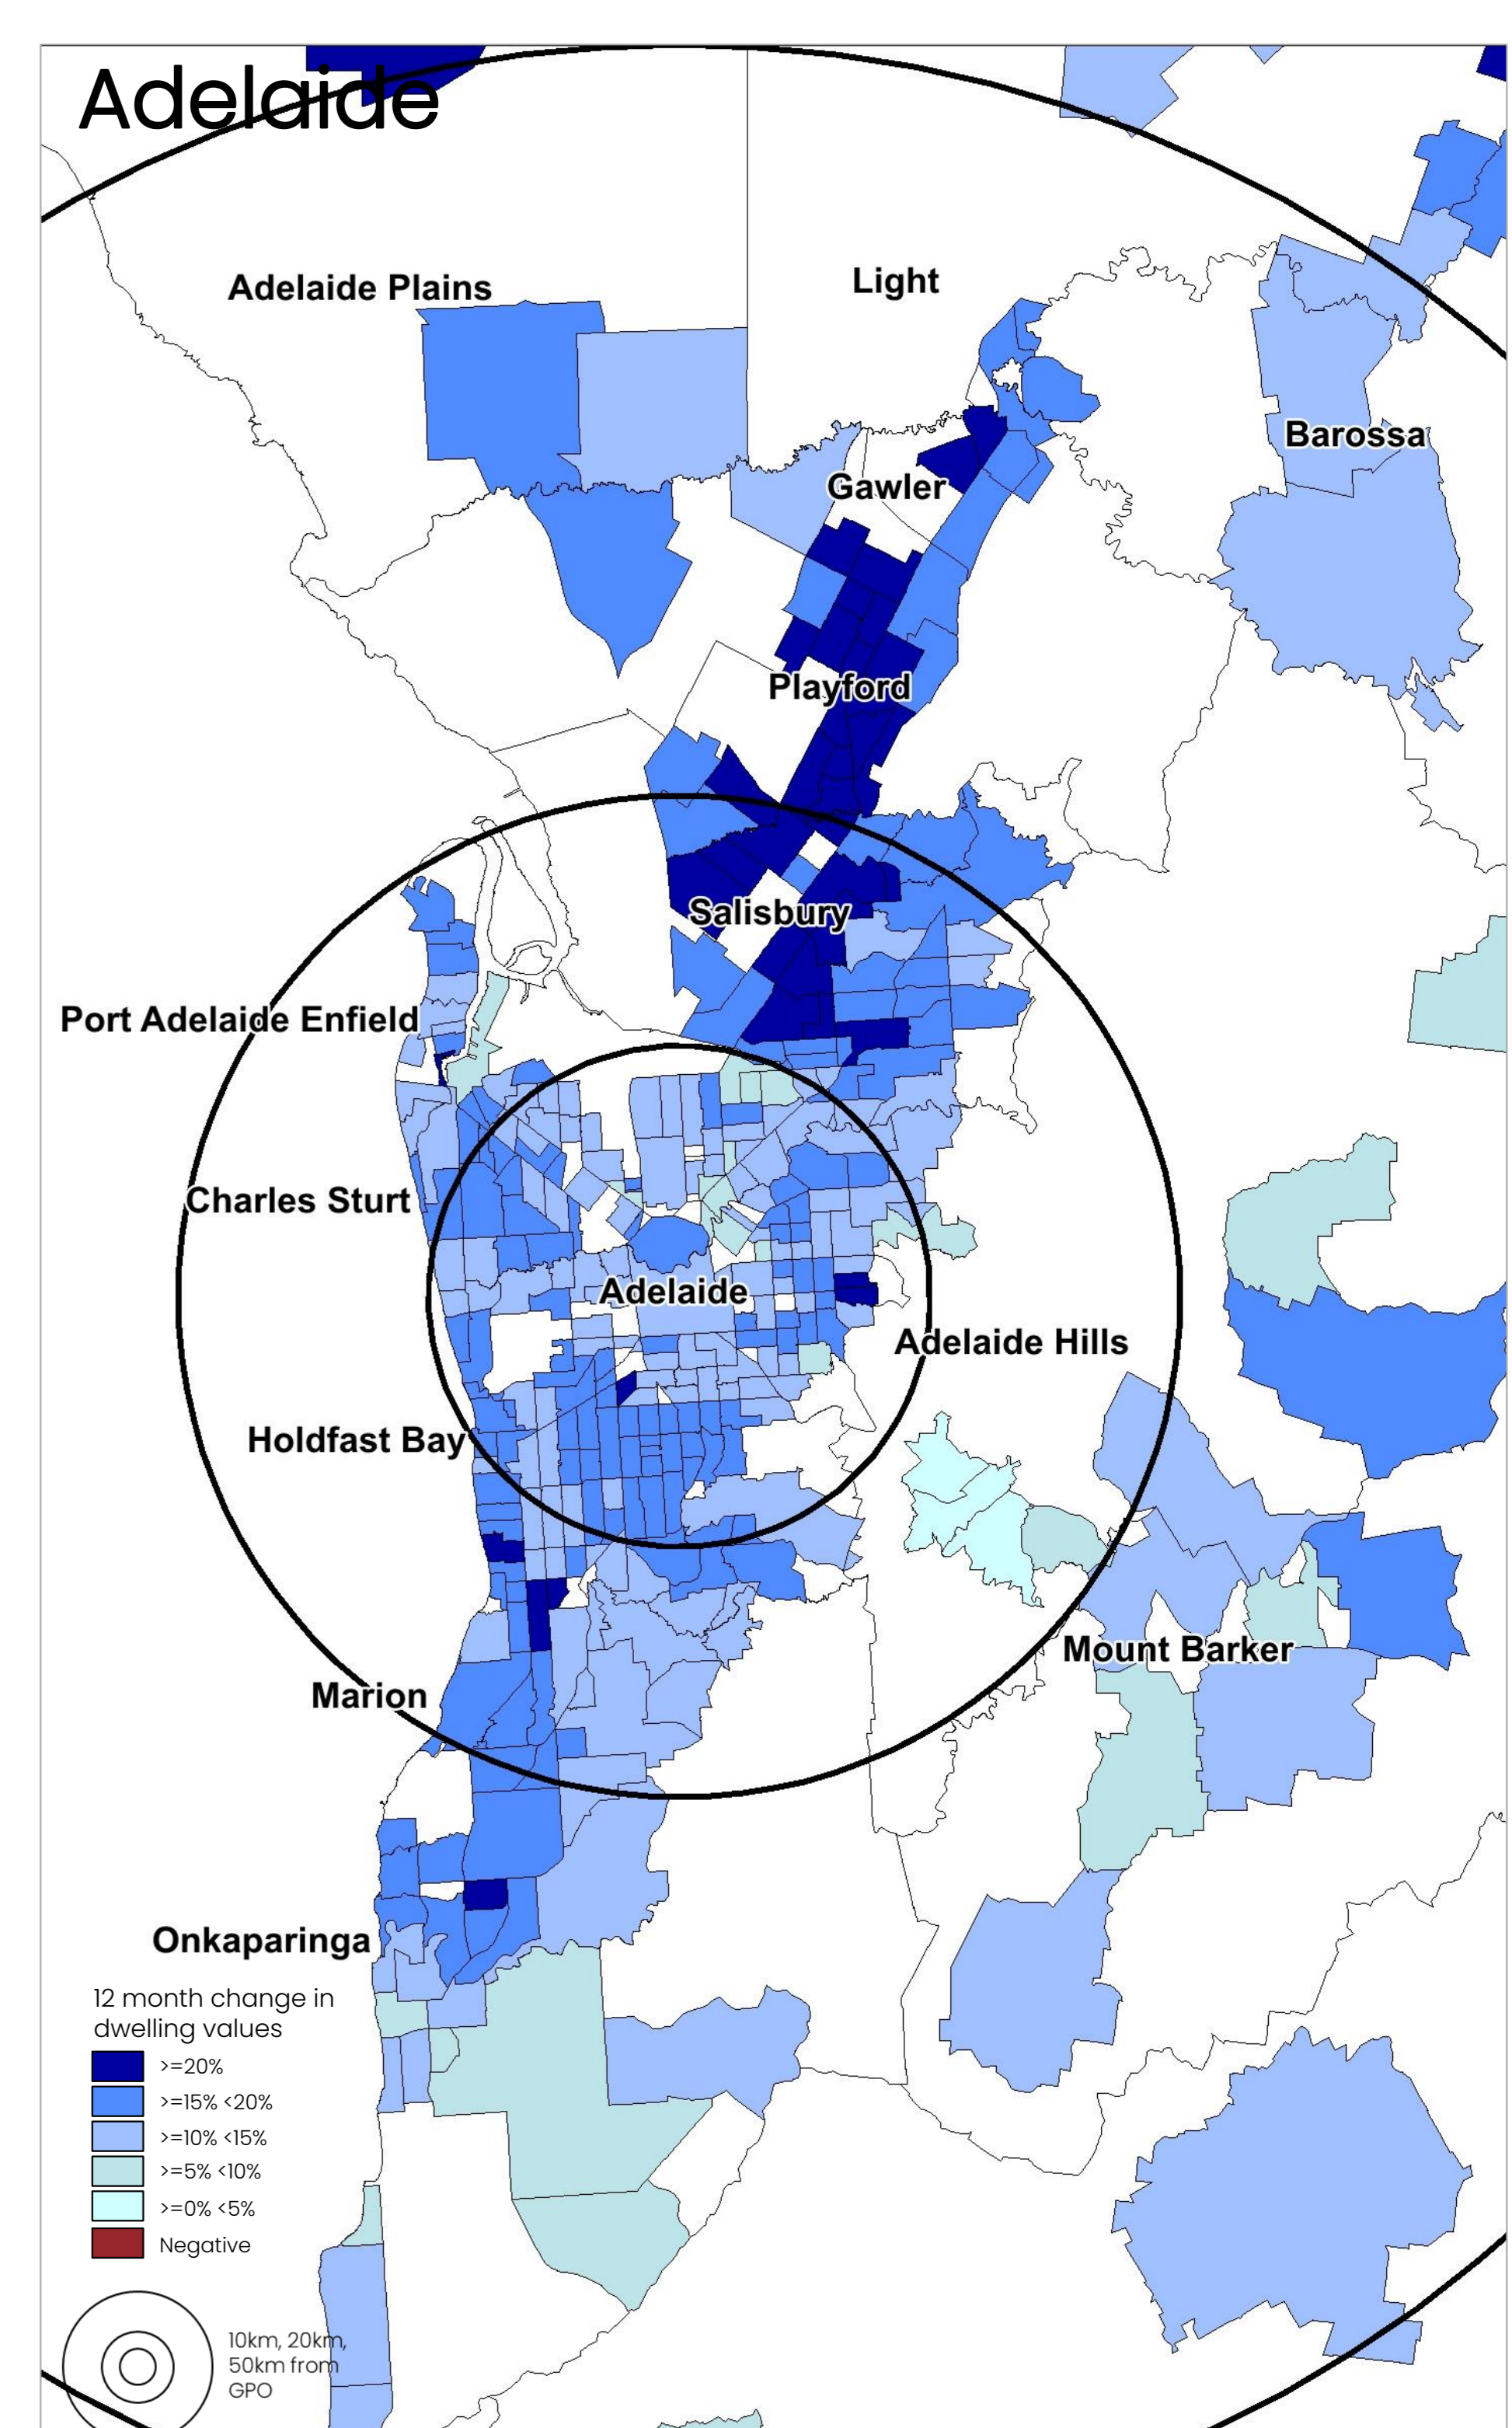 Adelaide
Adelaide Plains
Light
Barossa
Gawler
Playford
Salisbury
Port Adelaide Enfield
Charles Sturt
Adelaide
Adelaide Hills
Holdfast Bay
Mount Barker
Marion
Onkaparinga
12 month change in
dwelling values
>=20%
>=15% <20%
>=10% <15%
>=5% <10%
>=0% <5%
Negative
10km, 20km,
50km from
GPO